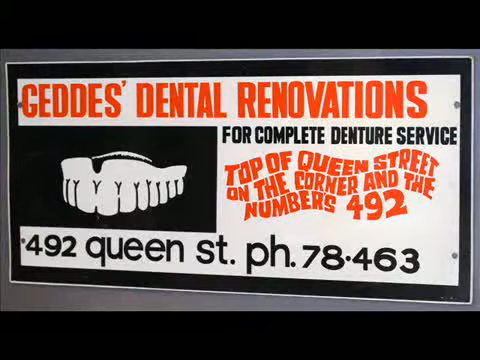 GEDDES' DENTAL RENOVATIONS
FOR COMPLETE DENTURE SERVICE
TOP OF QUEEN STREET
ON THE CORNER AND THE
NUMBERS 492
492 queen st. ph. 78·463